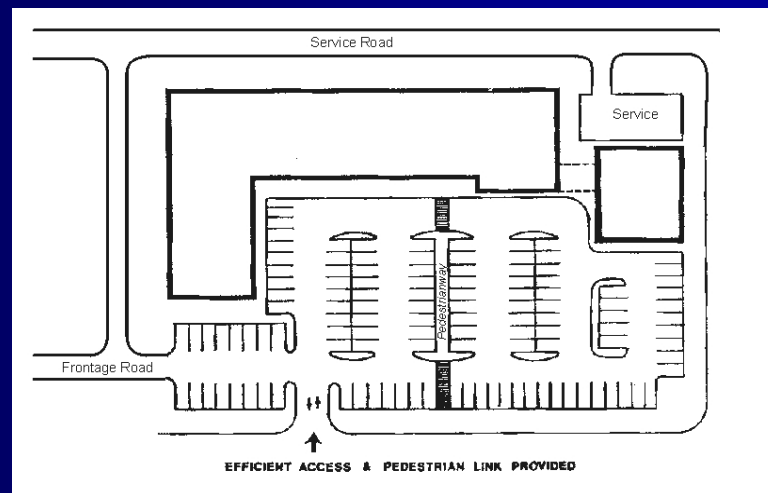 Service Road
Service
Pedestrianway
Frontage Road
EFFICIENT ACCESS & PEDESTRIAN LINK PROVIDED